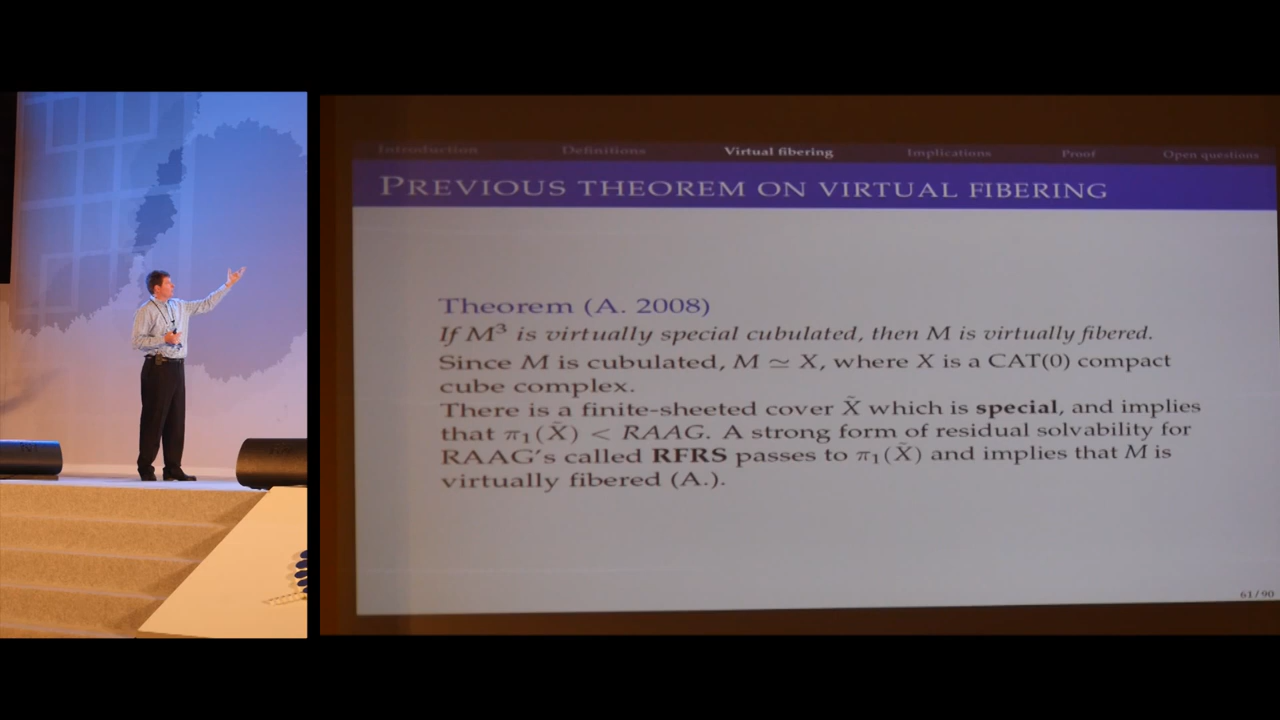 Introduction Definitions Virtual fibering Implications Proof Open questions
PREVIOUS THEOREM ON VIRTUAL FIBERING
Theorem (A. 2008)
If M³ is virtually special cubulated, then M is virtually fibered.
Since M is cubulated, M ≃ X, where X is a CAT(0) compact
cube complex.
There is a finite-sheeted cover X̃ which is special, and implies
that π₁(X̃) < RAAG. A strong form of residual solvability for
RAAG's called RFRS passes to π₁(X̃) and implies that M is
virtually fibered (A.).
61 / 90